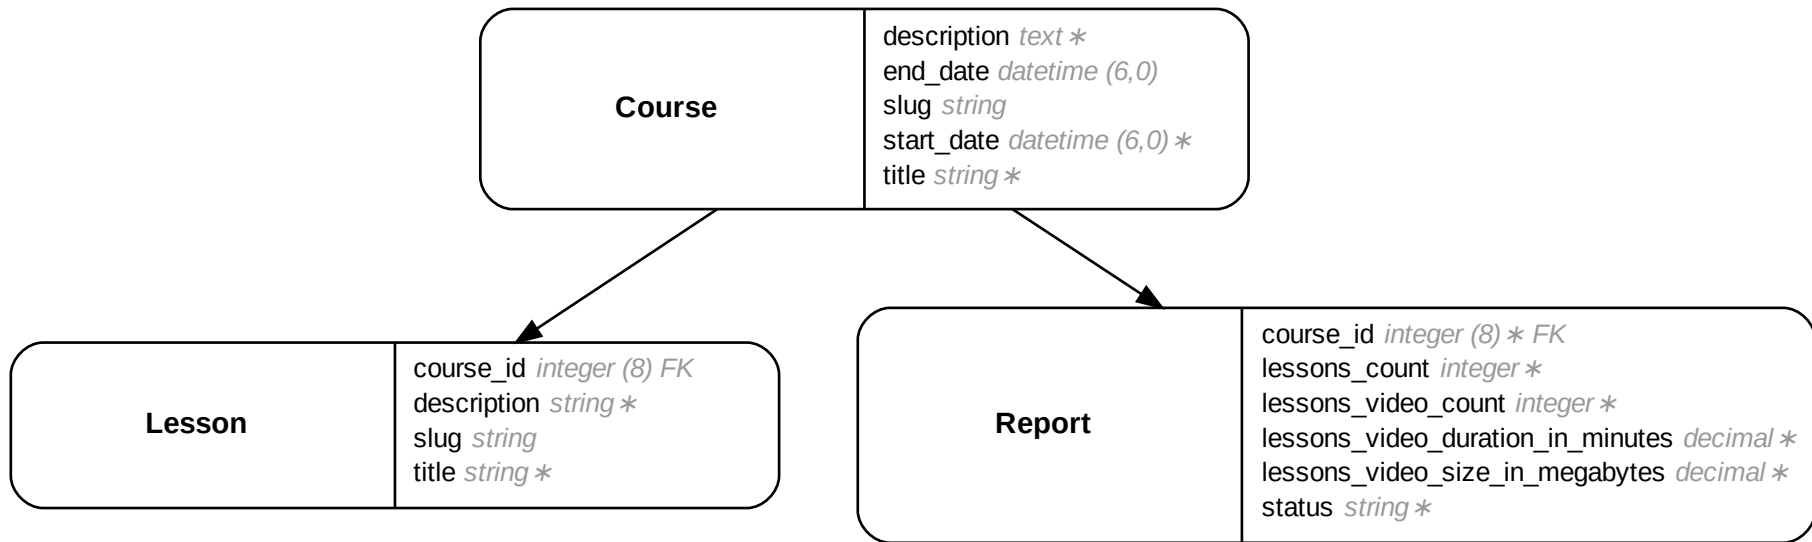 Course
description text ∗
end_date datetime (6,0)
slug string
start_date datetime (6,0) ∗
title string ∗
Lesson
course_id integer (8) FK
description string ∗
slug string
title string ∗
Report
course_id integer (8) ∗ FK
lessons_count integer ∗
lessons_video_count integer ∗
lessons_video_duration_in_minutes decimal ∗
lessons_video_size_in_megabytes decimal ∗
status string ∗